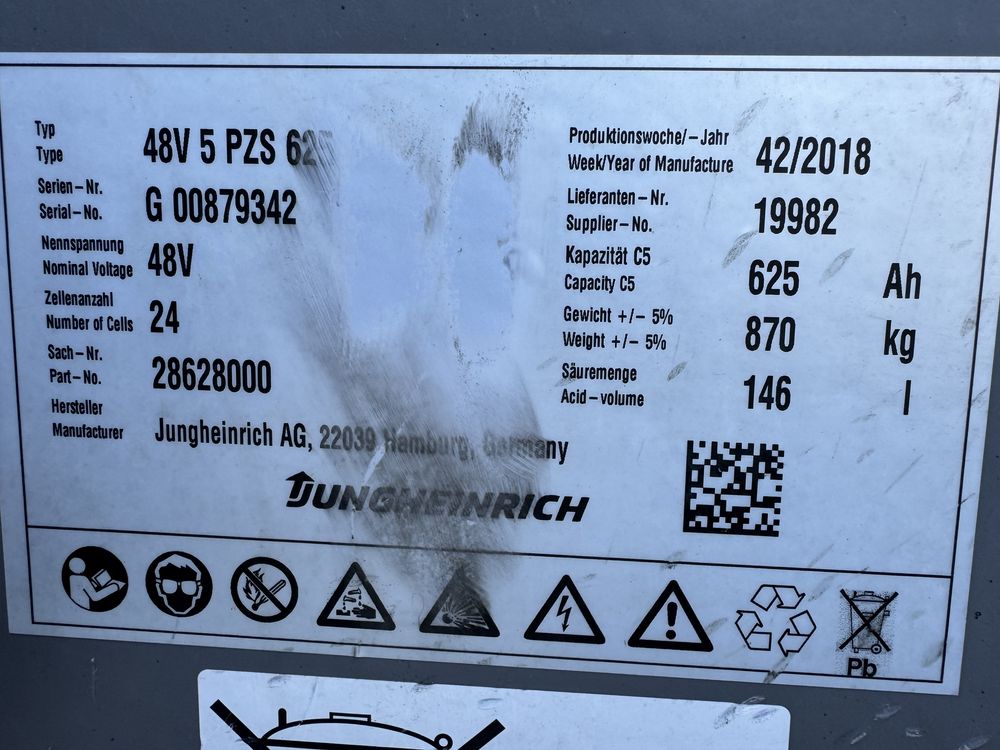 Typ
Type
48V 5 PZS 625
Serien-Nr.
Serial-No.
G 00879342
Nennspannung
Nominal Voltage
48V
Zellenanzahl
Number of Cells
24
Sach-Nr.
Part-No.
28628000
Hersteller
Manufacturer
Jungheinrich AG, 22039 Hamburg, Germany
JUNGHEINRICH
Produktionswoche/-Jahr
Week/Year of Manufacture
42/2018
Lieferanten-Nr.
Supplier-No.
19982
Kapazität C5
Capacity C5
625 Ah
Gewicht +/- 5%
Weight +/- 5%
870 kg
Säuremenge
Acid-volume
146 l
Pb